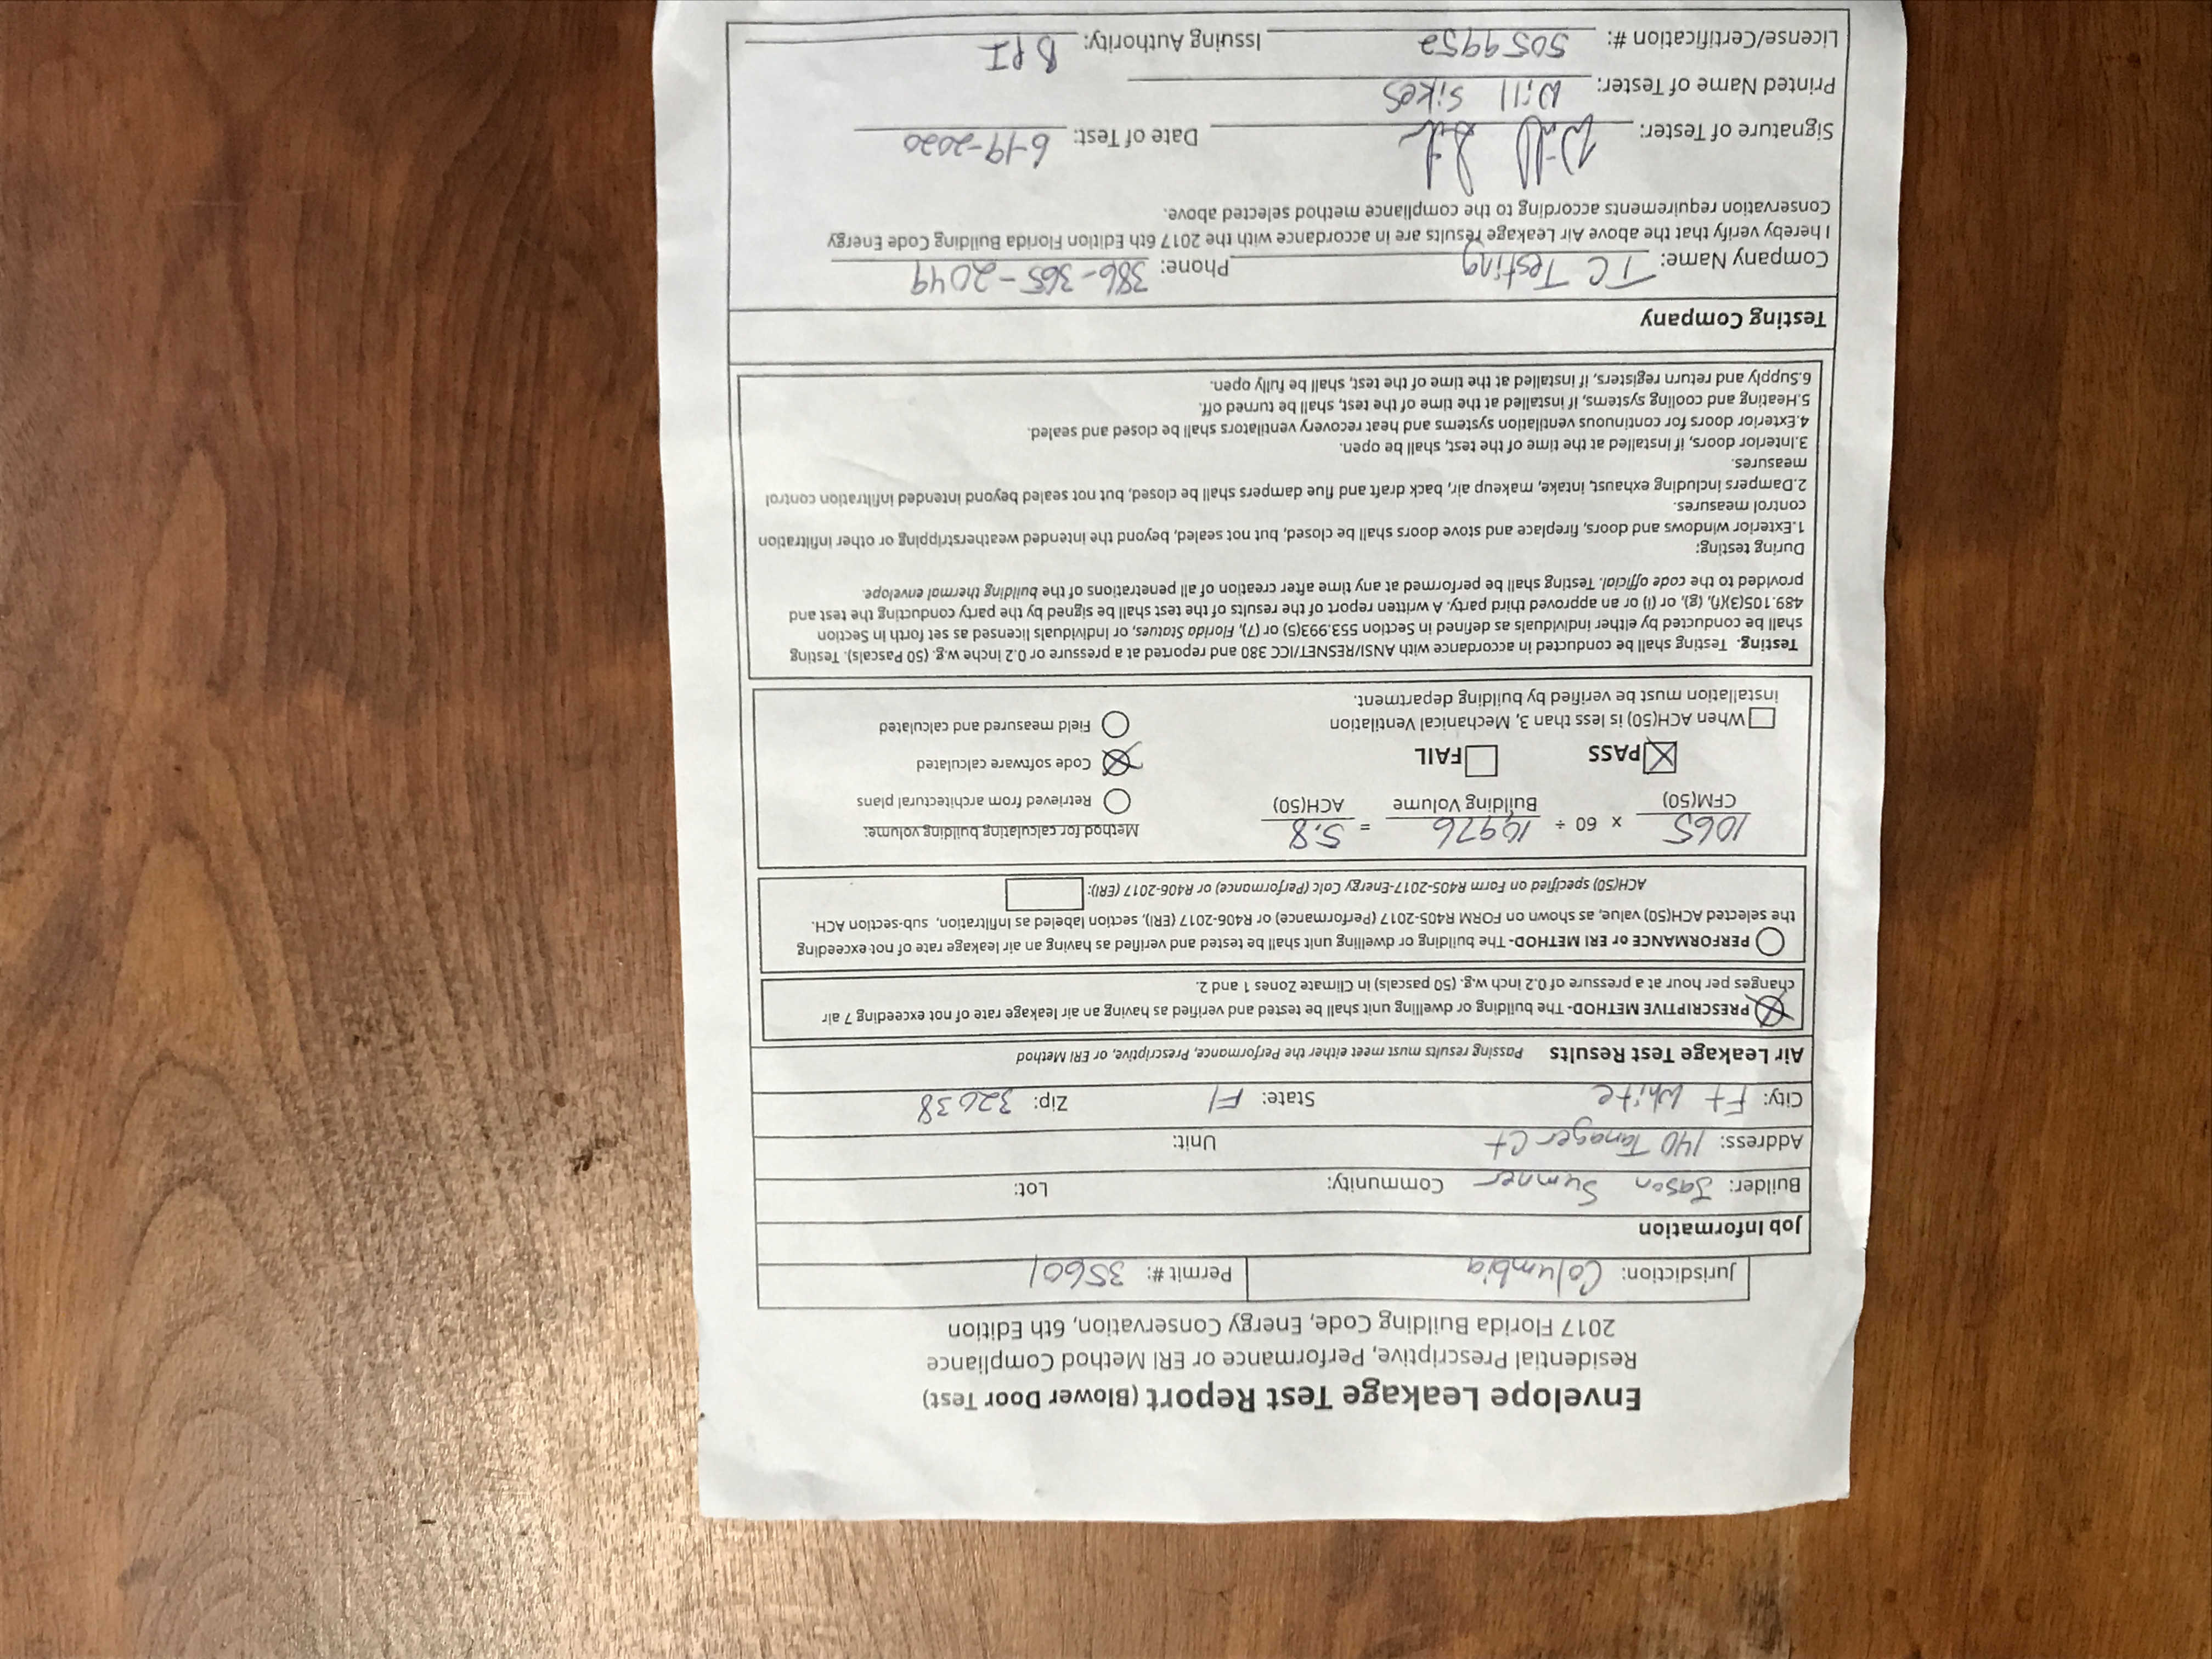 Envelope Leakage Test Report (Blower Door Test)
Residential Prescriptive, Performance or ERI Method Compliance
2017 Florida Building Code, Energy Conservation, 6th Edition
Jurisdiction: Columbia Permit #: 35601
Job Information
Builder: Jason Sumner Community: Lot:
Address: 140 Tanager Ct Unit:
City: Ft White State: Fl Zip: 32038
Air Leakage Test Results Passing results must meet either the Performance, Prescriptive, or ERI Method
PRESCRIPTIVE METHOD- The building or dwelling unit shall be tested and verified as having an air leakage rate of not exceeding 7 air
changes per hour at a pressure of 0.2 inch w.g. (50 pascals) in Climate Zones 1 and 2.
PERFORMANCE or ERI METHOD- The building or dwelling unit shall be tested and verified as having an air leakage rate of not exceeding
the selected ACH(50) value, as shown on FORM R405-2017 (Performance) or R406-2017 (ERI), section labeled as Infiltration, sub-section ACH.
ACH(50) specified on Form R405-2017-Energy Calc (Performance) or R406-2017 (ERI):
1065 x 60 ÷ 10976 = 5.8
CFM(50) Building Volume ACH(50)
PASS FAIL
When ACH(50) is less than 3, Mechanical Ventilation
installation must be verified by building department.
Method for calculating building volume:
Retrieved from architectural plans
Code software calculated
Field measured and calculated
Testing. Testing shall be conducted in accordance with ANSI/RESNET/ICC 380 and reported at a pressure or 0.2 inche w.g. (50 Pascals). Testing
shall be conducted by either individuals as defined in Section 553.993(5) or (7), Florida Statues, or individuals licensed as set forth in Section
489.105(3)(f), (g), or (i) or an approved third party. A written report of the results of the test shall be signed by the party conducting the test and
provided to the code official. Testing shall be performed at any time after creation of all penetrations of the building thermal envelope.
During testing:
1.Exterior windows and doors, fireplace and stove doors shall be closed, but not sealed, beyond the intended weatherstripping or other infiltration
control measures.
2.Dampers including exhaust, intake, makeup air, back draft and flue dampers shall be closed, but not sealed beyond intended infiltration control
measures.
3.Interior doors, if installed at the time of the test, shall be open.
4.Exterior doors for continuous ventilation systems and heat recovery ventilators shall be closed and sealed.
5.Heating and cooling systems, if installed at the time of the test, shall be turned off.
6.Supply and return registers, if installed at the time of the test, shall be fully open.
Testing Company
Company Name: TC Testing Phone: 386-365-2049
I hereby verify that the above Air Leakage results are in accordance with the 2017 6th Edition Florida Building Code Energy
Conservation requirements according to the compliance method selected above.
Signature of Tester: Date of Test: 6-19-2020
Printed Name of Tester: Will Sikes
License/Certification #: 5059952 Issuing Authority: BPI